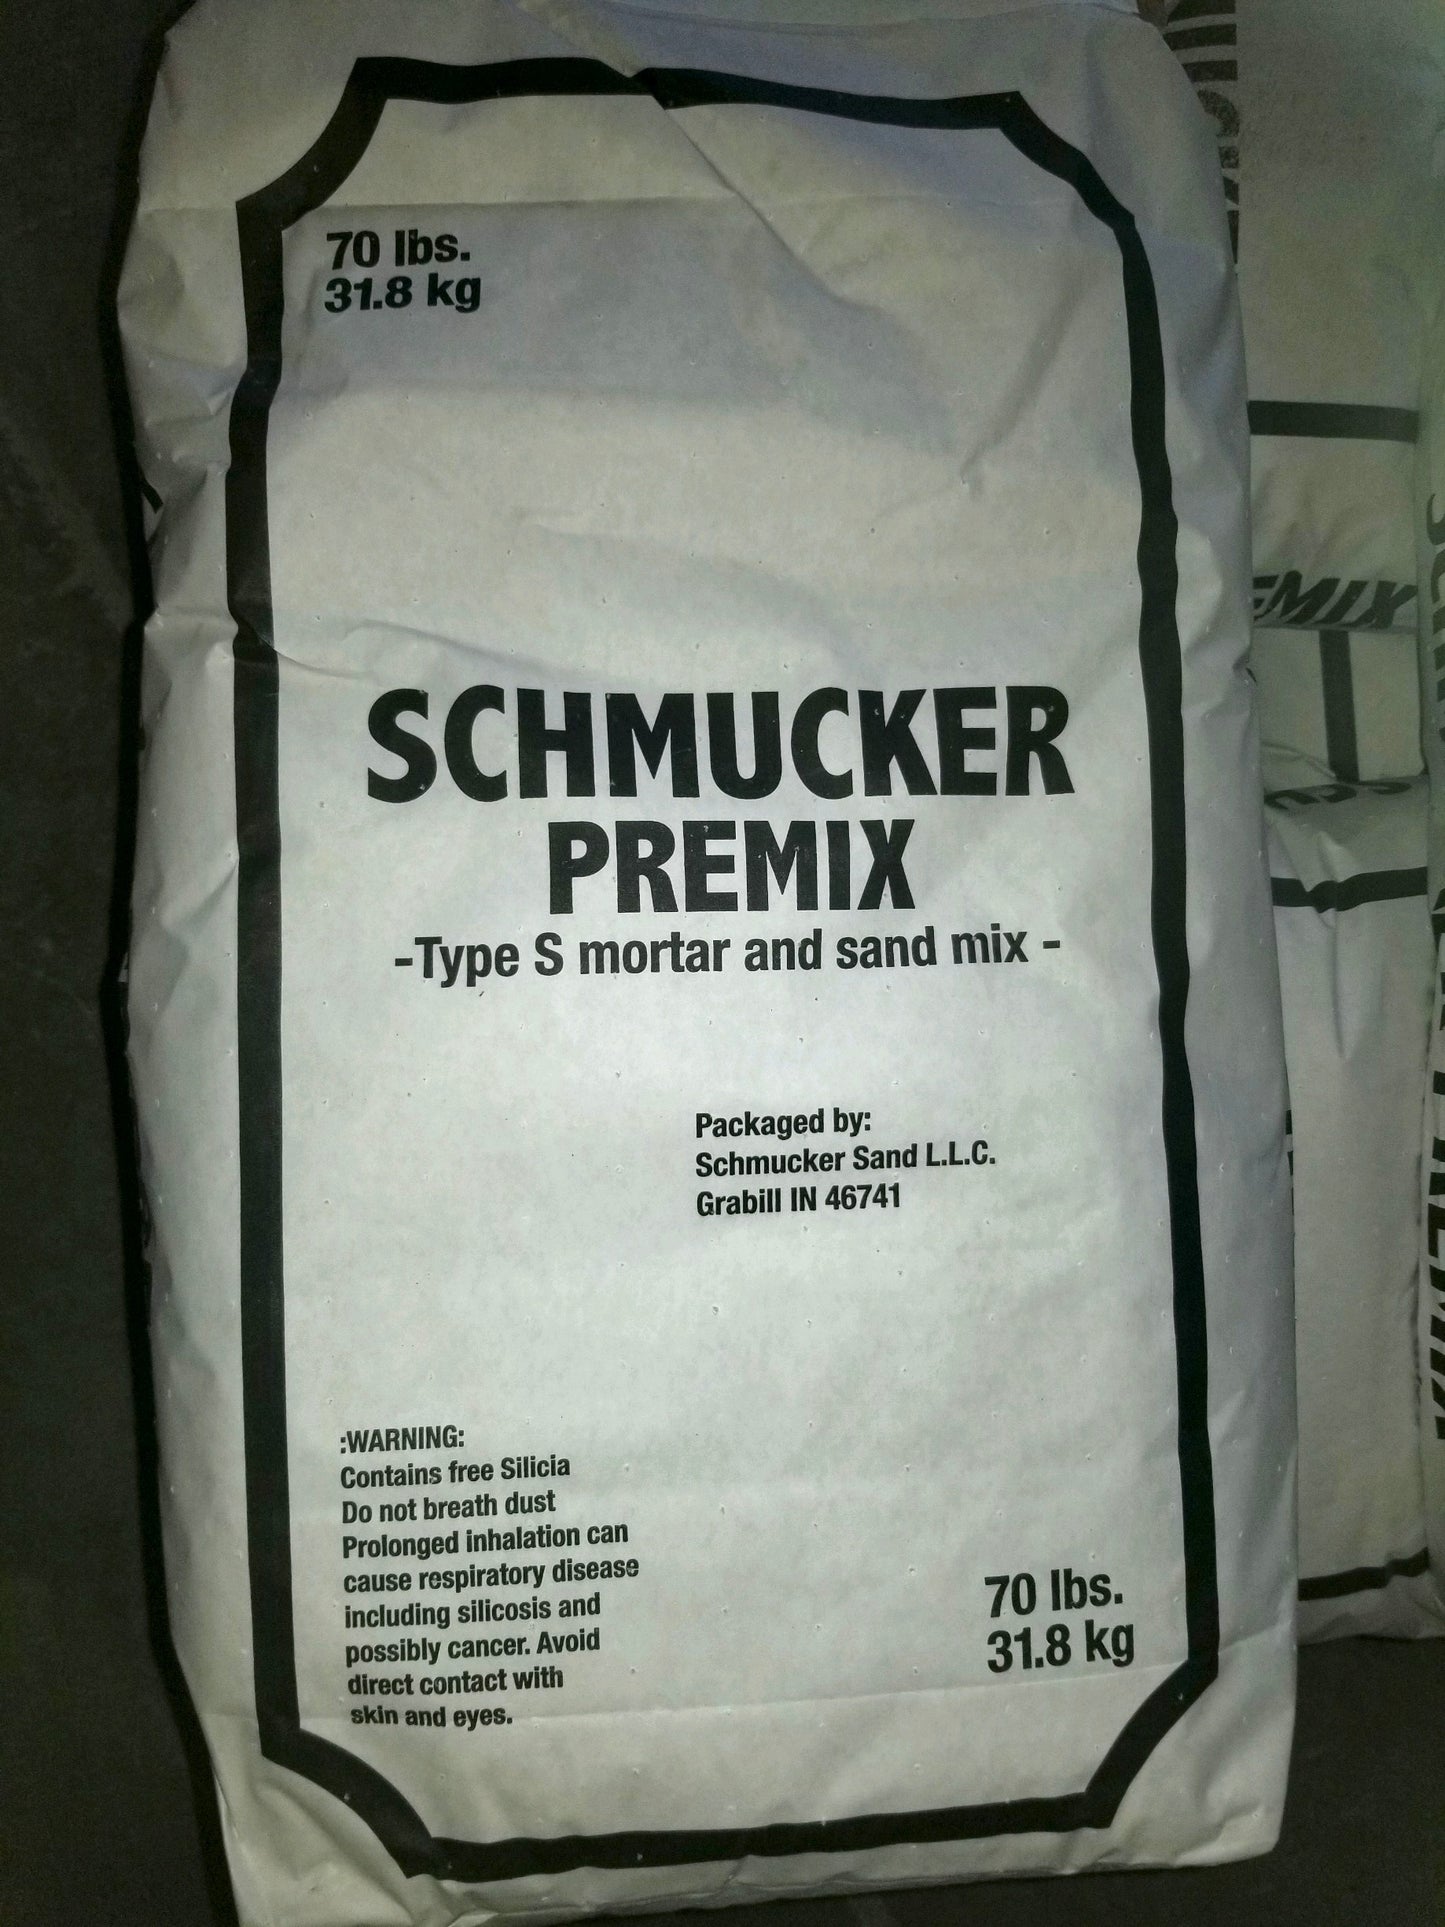 70 lbs.
31.8 kg
SCHMUCKER
PREMIX
-Type S mortar and sand mix -
Packaged by:
Schmucker Sand L.L.C.
Grabill IN 46741
:WARNING:
Contains free Silicia
Do not breath dust
Prolonged inhalation can
cause respiratory disease
including silicosis and
possibly cancer. Avoid
direct contact with
skin and eyes.
70 lbs.
31.8 kg